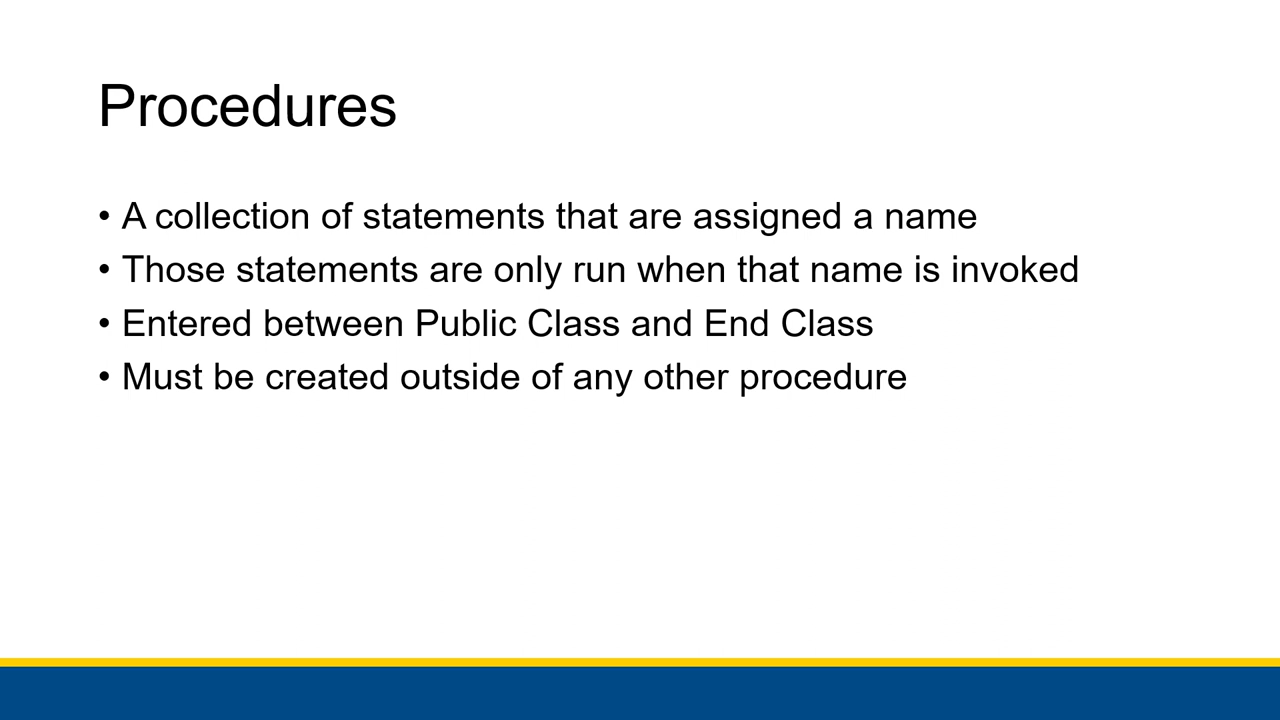 Procedures
• A collection of statements that are assigned a name
• Those statements are only run when that name is invoked
• Entered between Public Class and End Class
• Must be created outside of any other procedure